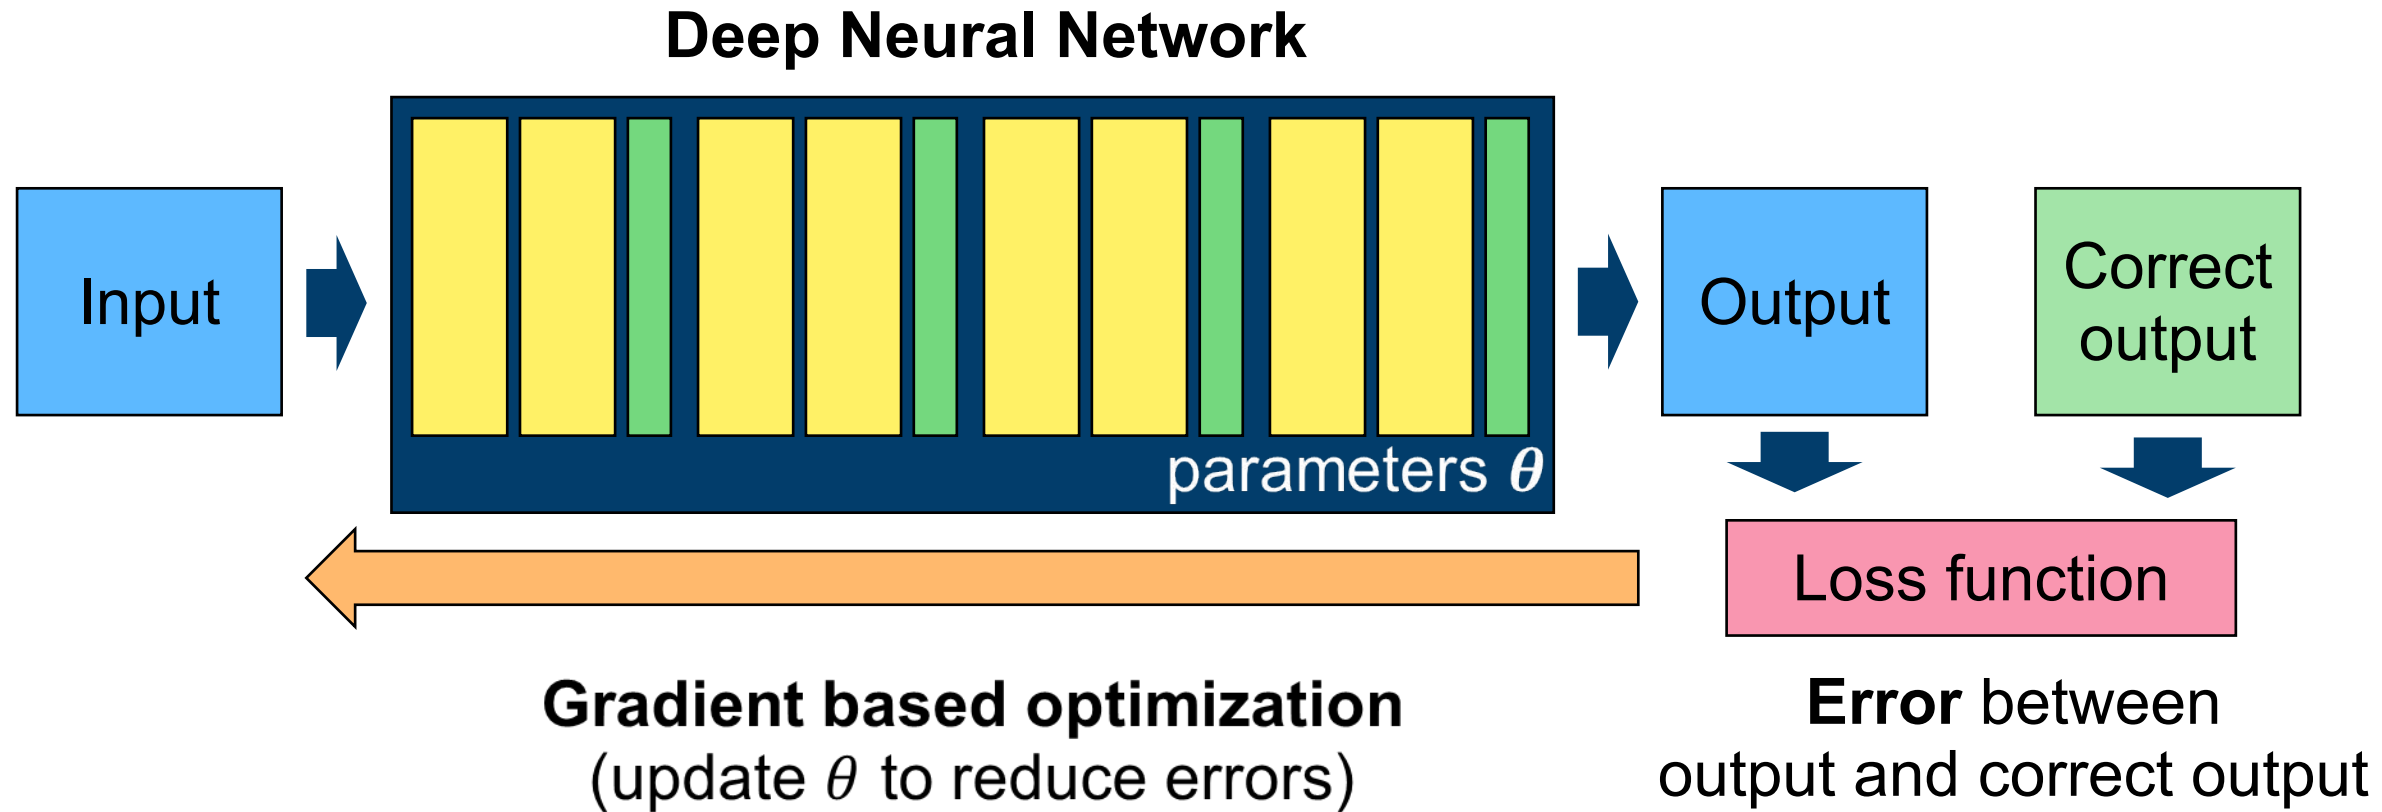 Deep Neural Network
Input
parameters θ
Output
Correct
output
Loss function
Gradient based optimization
(update θ to reduce errors)
Error between
output and correct output